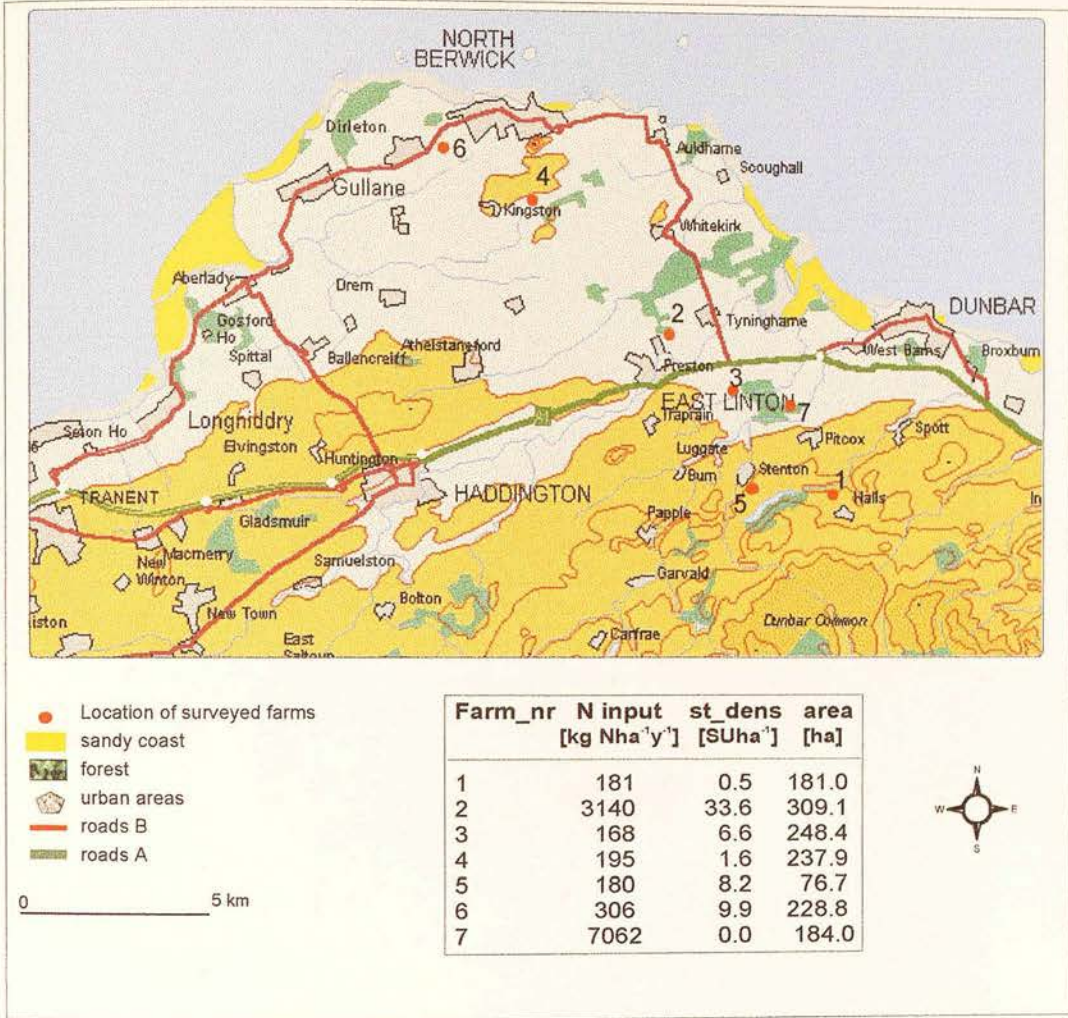 NORTH
BERWICK
Dirleton
6
Auldhame
Scoughall
Gullane
4
Kingston
Whitekirk
Aberlady
Drem
Gosford
Ho
Spittal
Ballencreiff
Athelstaneford
2
Tyninghame
DUNBAR
Preston
West Barns
Broxburn
3
EAST LINTON
7
Longniddry
Traprain
Seton Ho
Elvingston
Huntington
Luggate
Burn
Pitcox
Spott
Stenton
TRANENT
HADDINGTON
5
1
Halls
In
Gladsmuir
Papple
Macmerry
New
Winton
Samuelston
Garvald
New Town
Bolton
Dunbar Common
iston
East
Saltoun
Carfrae
Location of surveyed farms
sandy coast
forest
urban areas
roads B
roads A
0 5 km
Farm_nr N input st_dens area
[kg Nha⁻¹y⁻¹] [SUha⁻¹] [ha]
1 181 0.5 181.0
2 3140 33.6 309.1
3 168 6.6 248.4
4 195 1.6 237.9
5 180 8.2 76.7
6 306 9.9 228.8
7 7062 0.0 184.0
N
W E
S